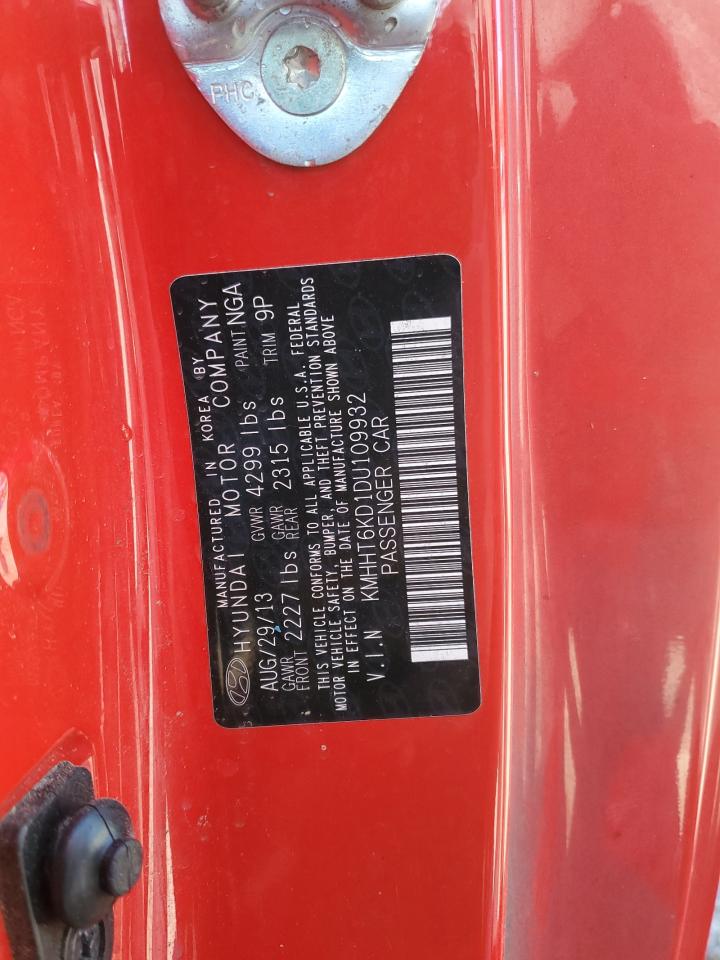 PHC
MANUFACTURED IN KOREA BY
HYUNDAI MOTOR COMPANY
AUG/29/13 GVWR 4299 lbs PAINT NGA
GAWR FRONT 2227 lbs GAWR REAR 2315 lbs TRIM 9P
THIS VEHICLE CONFORMS TO ALL APPLICABLE U.S.A. FEDERAL
MOTOR VEHICLE SAFETY, BUMPER, AND THEFT PREVENTION STANDARDS
IN EFFECT ON THE DATE OF MANUFACTURE SHOWN ABOVE
V.I.N KMHHT6KD1DU109932
PASSENGER CAR